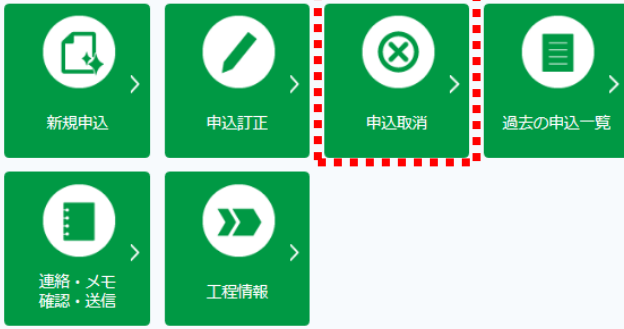 新規申込
申込訂正
申込取消
過去の申込一覧
連絡・メモ
確認・送信
工程情報